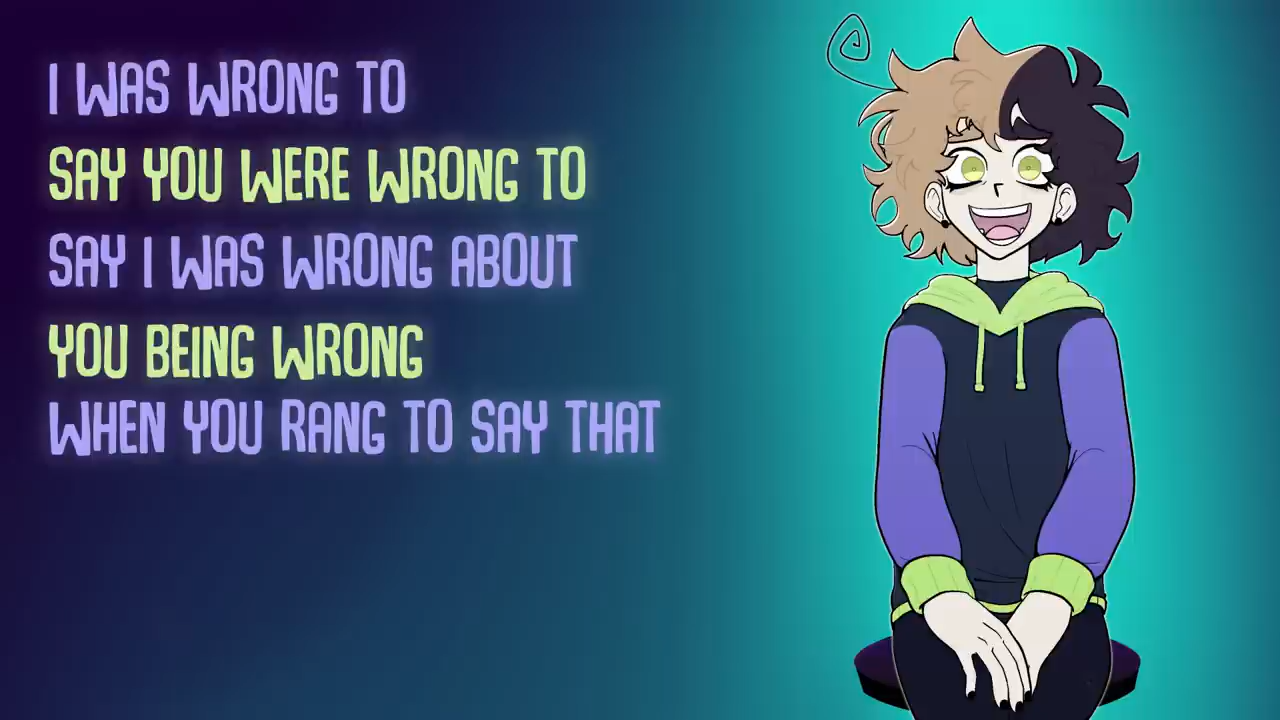 I WAS WRONG TO
SAY YOU WERE WRONG TO
SAY I WAS WRONG ABOUT
YOU BEING WRONG
WHEN YOU RANG TO SAY THAT